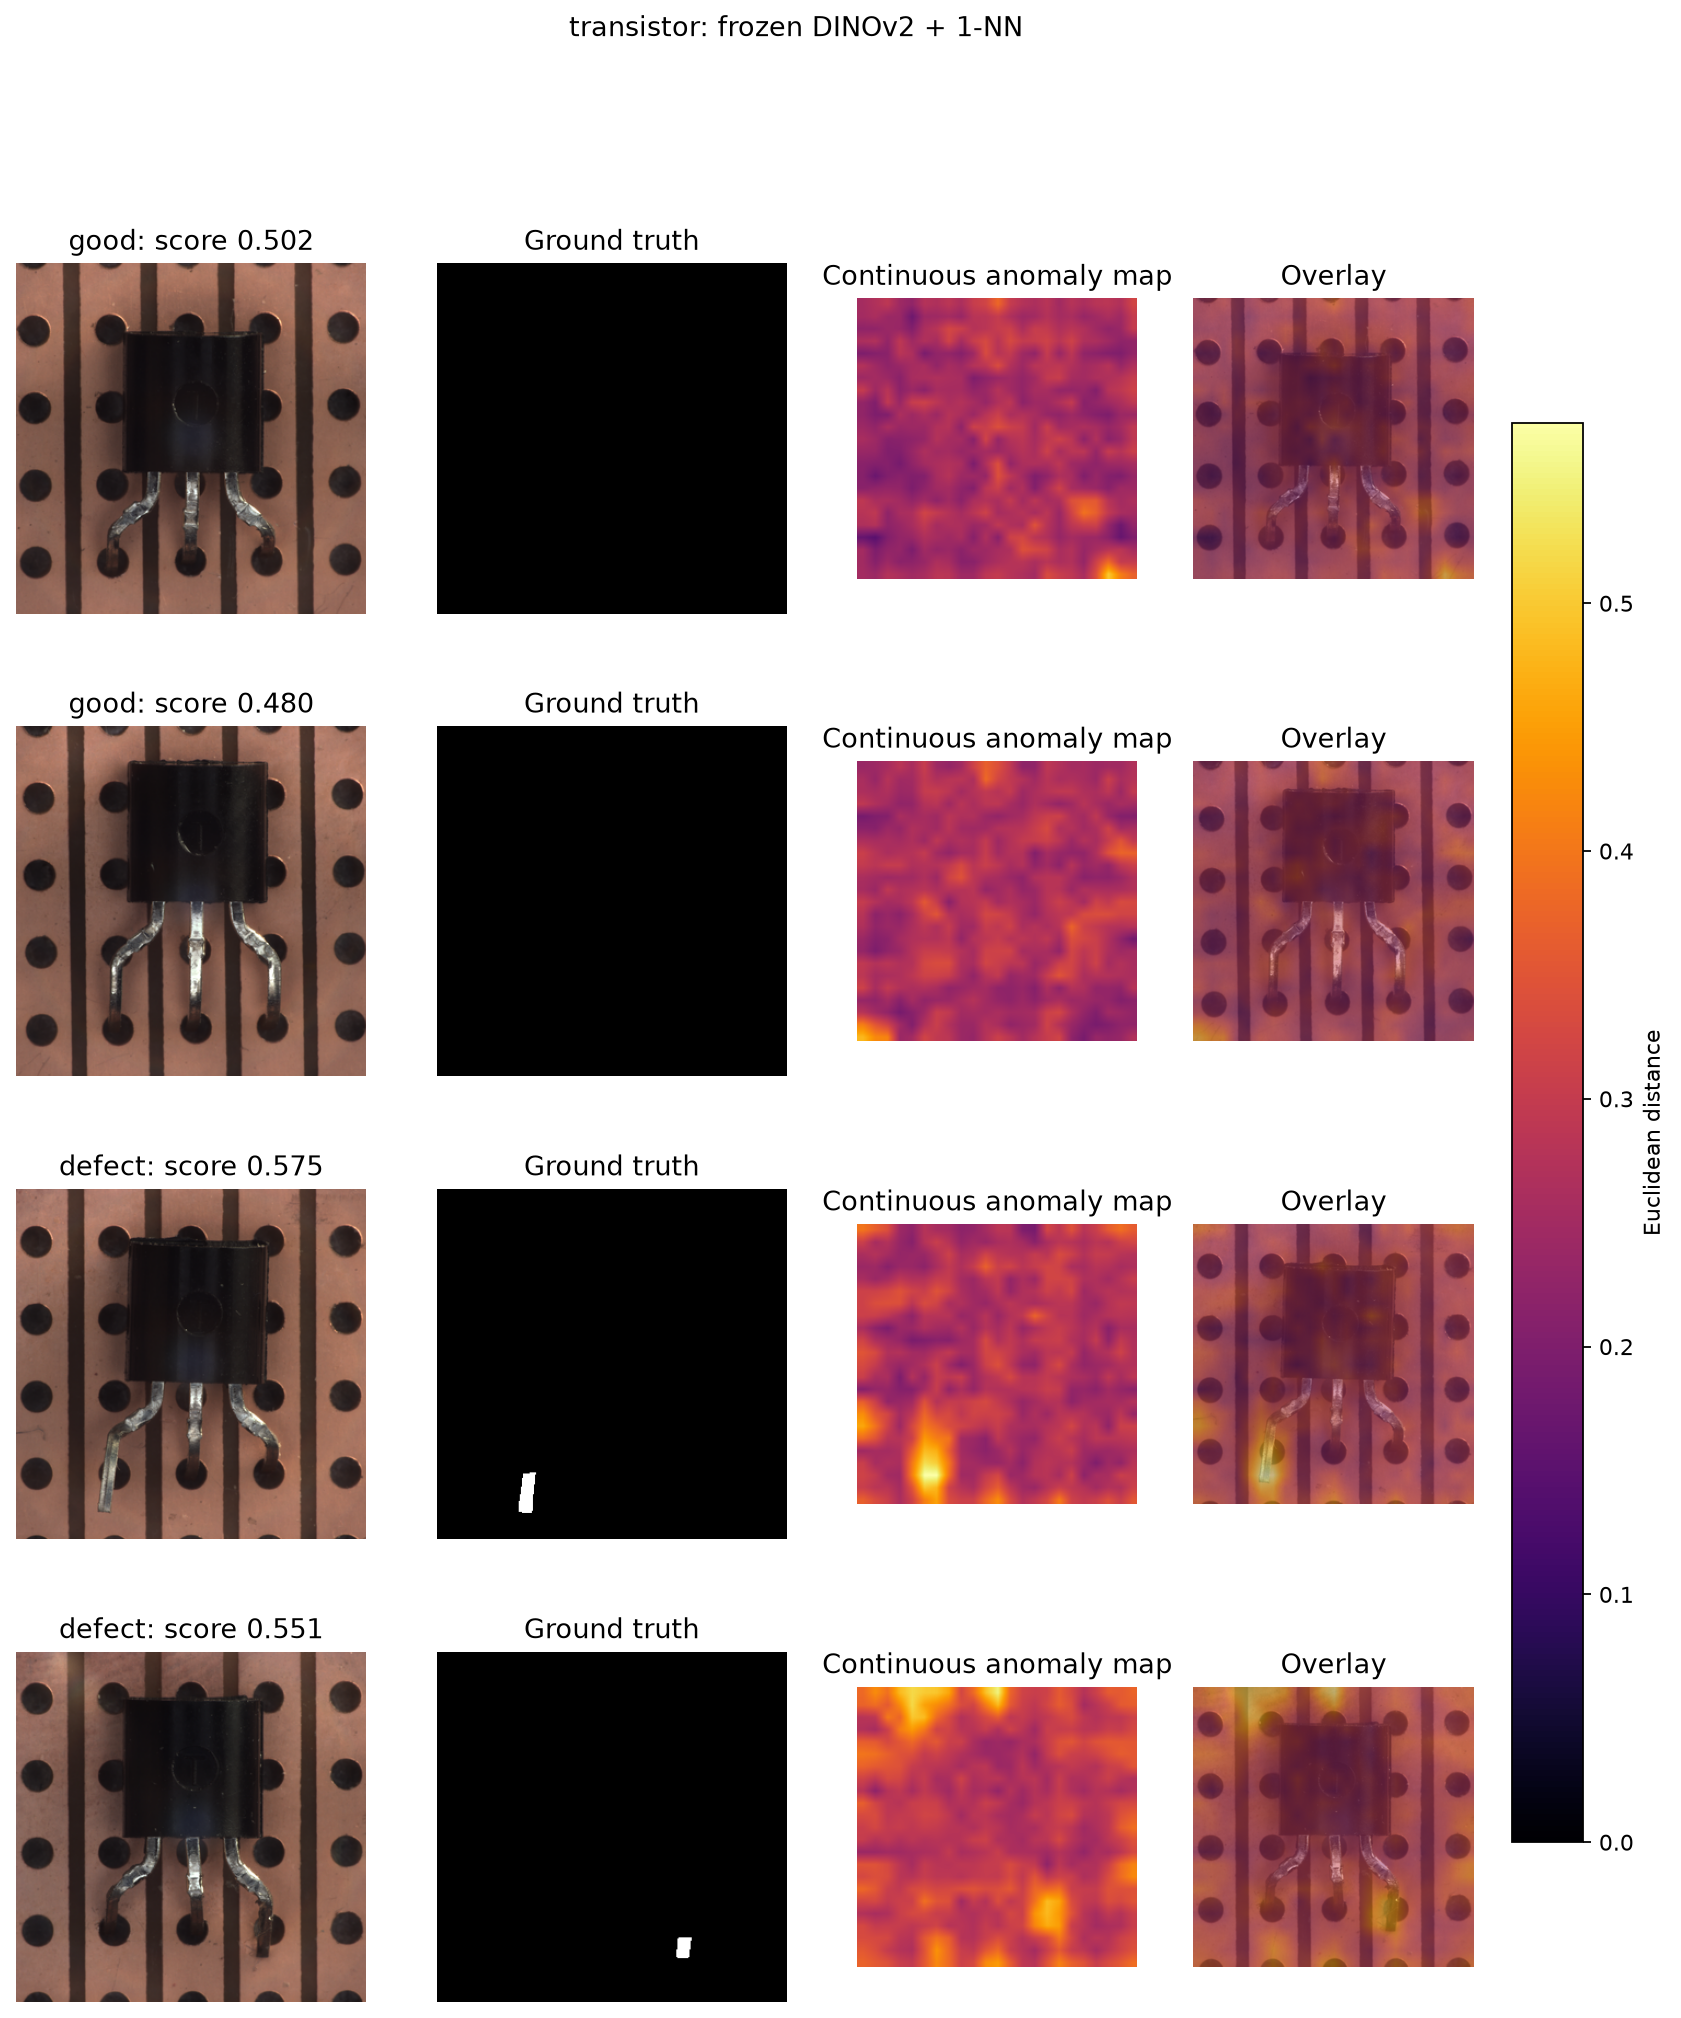 transistor: frozen DINOv2 + 1-NN
good: score 0.502
Ground truth
Continuous anomaly map
Overlay
good: score 0.480
Ground truth
Continuous anomaly map
Overlay
defect: score 0.575
Ground truth
Continuous anomaly map
Overlay
defect: score 0.551
Ground truth
Continuous anomaly map
Overlay
0.5
0.4
0.3
0.2
0.1
0.0
Euclidean distance